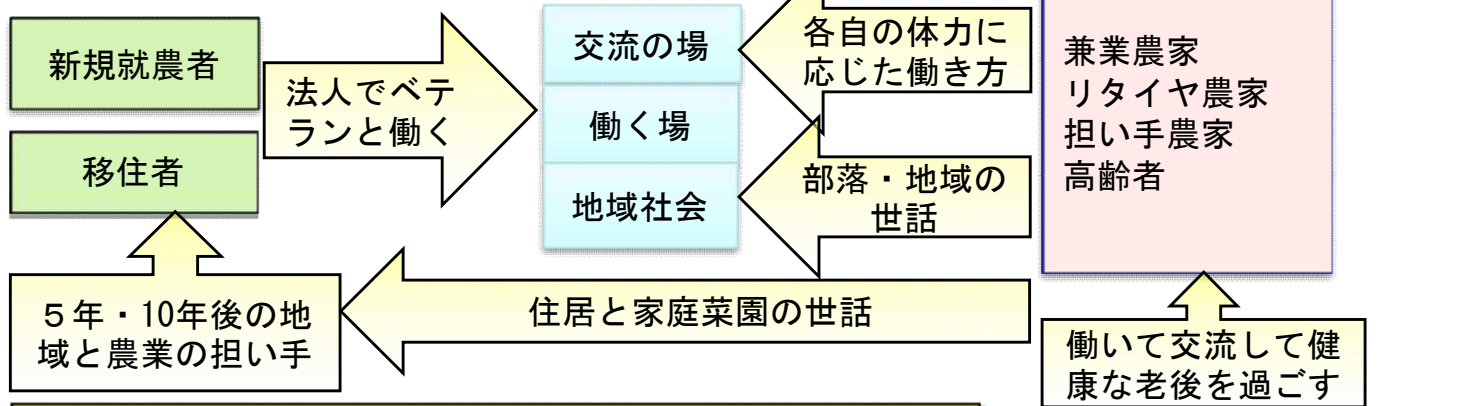 新規就農者
移住者
法人でベテ
ランと働く
交流の場
働く場
地域社会
各自の体力に
応じた働き方
部落・地域の
世話
兼業農家
リタイヤ農家
担い手農家
高齢者
５年・10年後の地
域と農業の担い手
住居と家庭菜園の世話
働いて交流して健
康な老後を過ごす